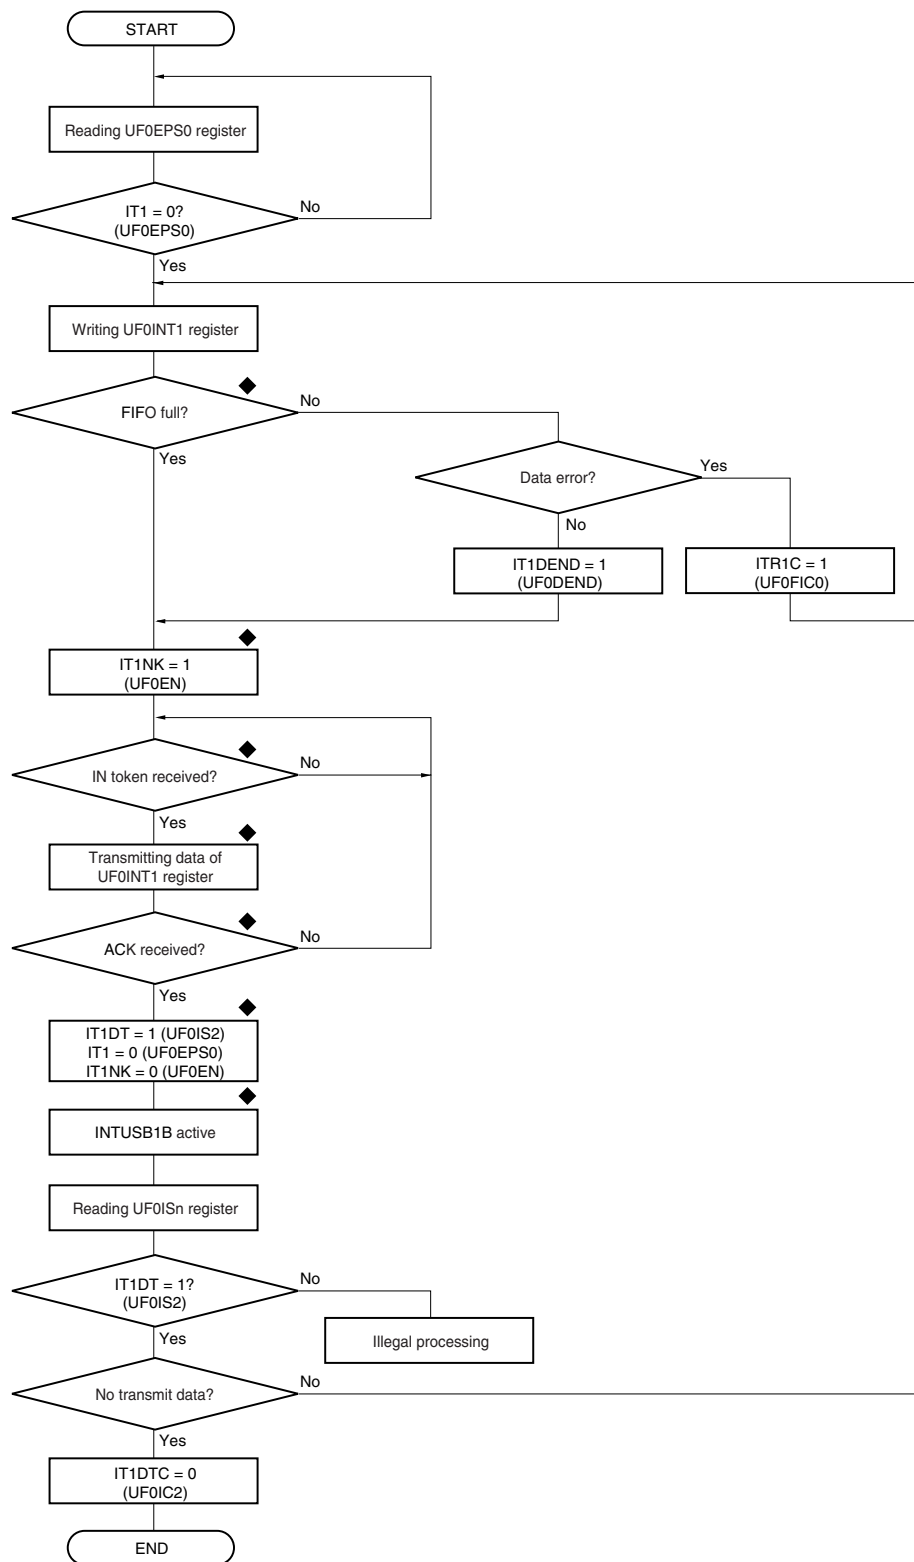 START
Reading UF0EPS0 register
IT1 = 0?
(UF0EPS0)
No
Yes
Writing UF0INT1 register
FIFO full?
No
Yes
Data error?
Yes
No
IT1DEND = 1
(UF0DEND)
ITR1C = 1
(UF0FIC0)
IT1NK = 1
(UF0EN)
IN token received?
No
Yes
Transmitting data of
UF0INT1 register
ACK received?
No
Yes
IT1DT = 1 (UF0IS2)
IT1 = 0 (UF0EPS0)
IT1NK = 0 (UF0EN)
INTUSB1B active
Reading UF0ISn register
IT1DT = 1?
(UF0IS2)
No
Illegal processing
Yes
No transmit data?
No
Yes
IT1DTC = 0
(UF0IC2)
END